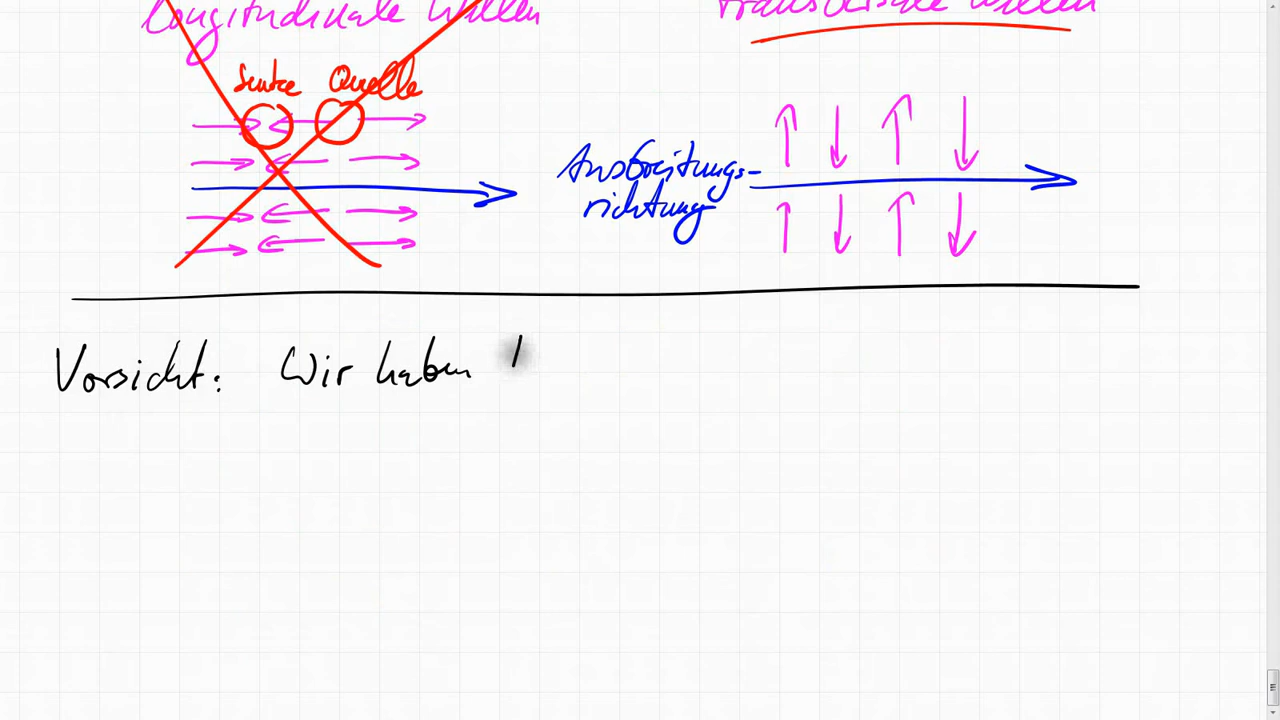 Longitudinale Wellen
Transversale Wellen
Senke Quelle
Ausbreitungs-
richtung
Vorsicht: Wir haben